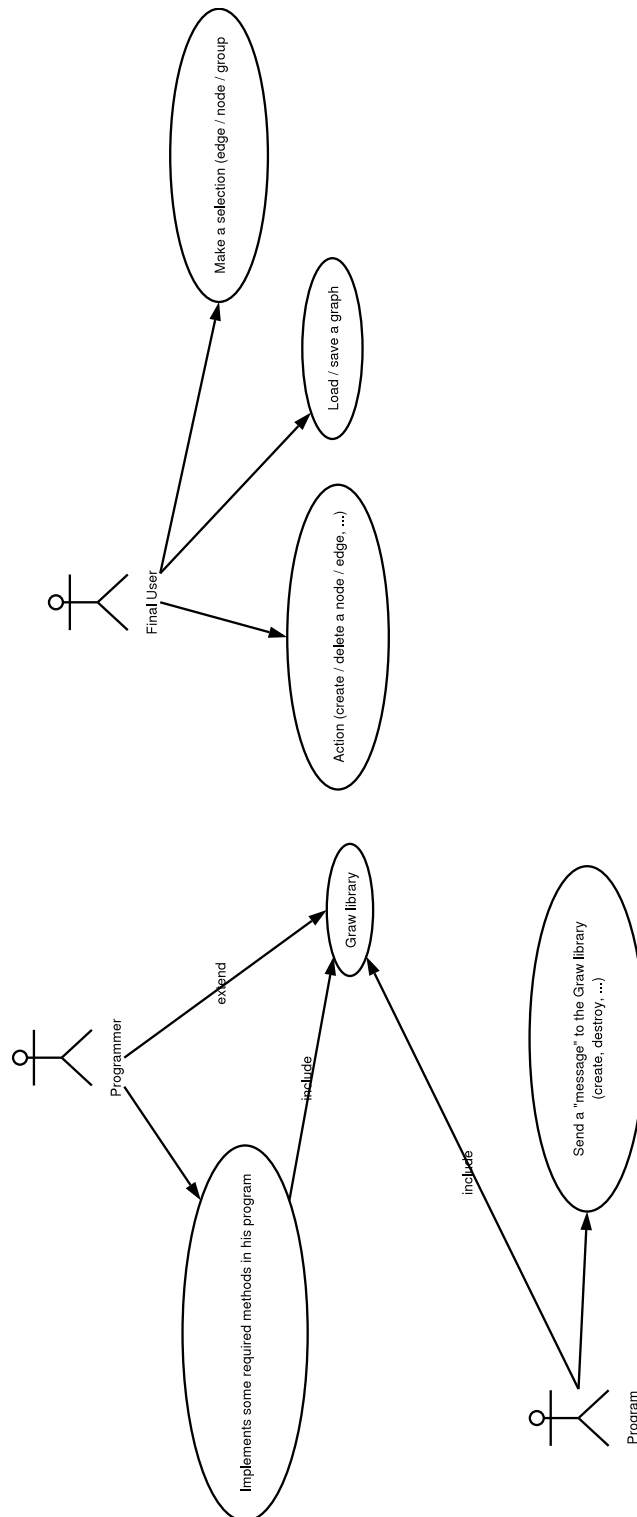 Make a selection (edge / node / group
Load / save a graph
Final User
Action (create / delete a node / edge, ...)
Graw library
extend
Programmer
include
Implements some required methods in his program
Send a "message" to the Graw library
(create, destroy, ...)
include
Program